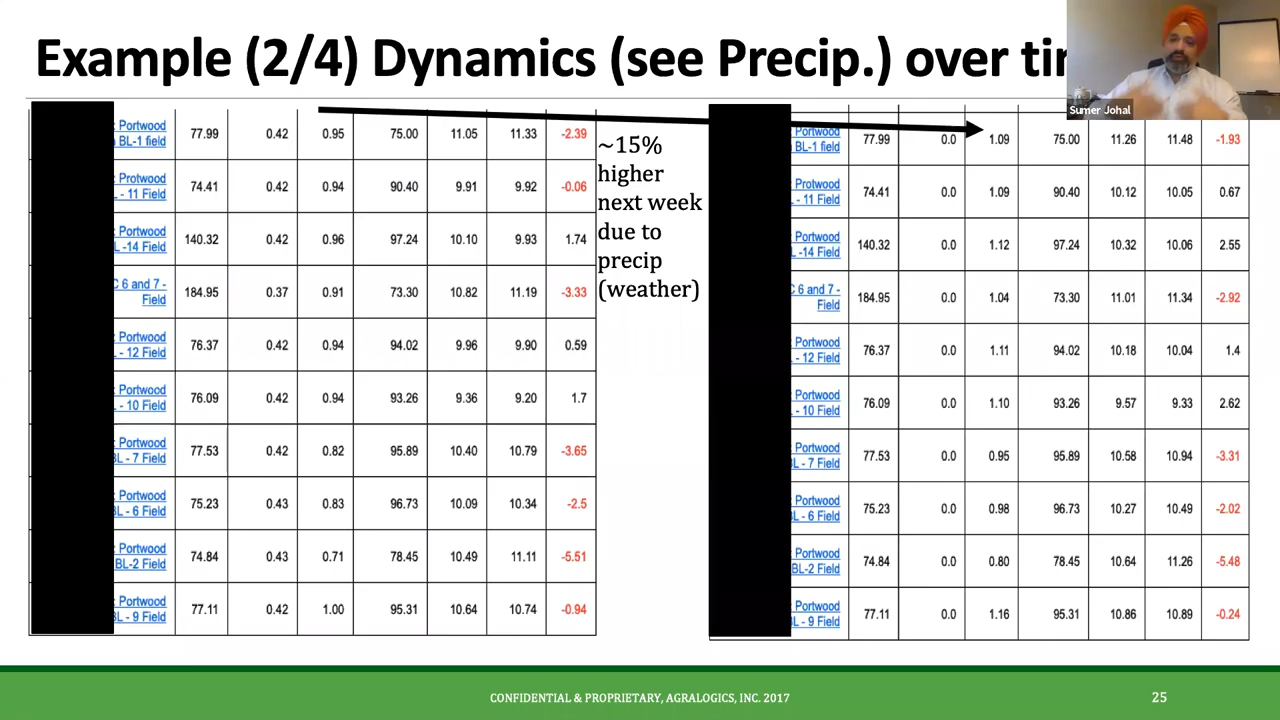 Example (2/4) Dynamics (see Precip.) over
Sumer Johal
: Portwood 77.99 0.42 0.95 75.00 11.05 11.33 -2.39
BL-1 field
: Protwood 74.41 0.42 0.94 90.40 9.91 9.92 -0.06
- 11 Field
: Portwood 140.32 0.42 0.96 97.24 10.10 9.93 1.74
-14 Field
6 and 7 - 184.95 0.37 0.91 73.30 10.82 11.19 -3.33
Field
: Portwood 76.37 0.42 0.94 94.02 9.96 9.90 0.59
- 12 Field
: Portwood 76.09 0.42 0.94 93.26 9.36 9.20 1.7
- 10 Field
: Portwood 77.53 0.42 0.82 95.89 10.40 10.79 -3.65
BL - 7 Field
: Portwood 75.23 0.43 0.83 96.73 10.09 10.34 -2.5
BL - 6 Field
: Portwood 74.84 0.43 0.71 78.45 10.49 11.11 -5.51
BL-2 Field
: Portwood 77.11 0.42 1.00 95.31 10.64 10.74 -0.94
BL - 9 Field
~15%
higher
next week
due to
precip
(weather)
: Portwood 77.99 0.0 1.09 75.00 11.26 11.48 -1.93
BL-1 field
: Protwood 74.41 0.0 1.09 90.40 10.12 10.05 0.67
- 11 Field
: Portwood 140.32 0.0 1.12 97.24 10.32 10.06 2.55
-14 Field
6 and 7 - 184.95 0.0 1.04 73.30 11.01 11.34 -2.92
Field
: Portwood 76.37 0.0 1.11 94.02 10.18 10.04 1.4
- 12 Field
: Portwood 76.09 0.0 1.10 93.26 9.57 9.33 2.62
- 10 Field
: Portwood 77.53 0.0 0.95 95.89 10.58 10.94 -3.31
BL - 7 Field
: Portwood 75.23 0.0 0.98 96.73 10.27 10.49 -2.02
BL - 6 Field
: Portwood 74.84 0.0 0.80 78.45 10.64 11.26 -5.48
BL-2 Field
: Portwood 77.11 0.0 1.16 95.31 10.86 10.89 -0.24
BL - 9 Field
CONFIDENTIAL & PROPRIETARY, AGRALOGICS, INC. 2017
25